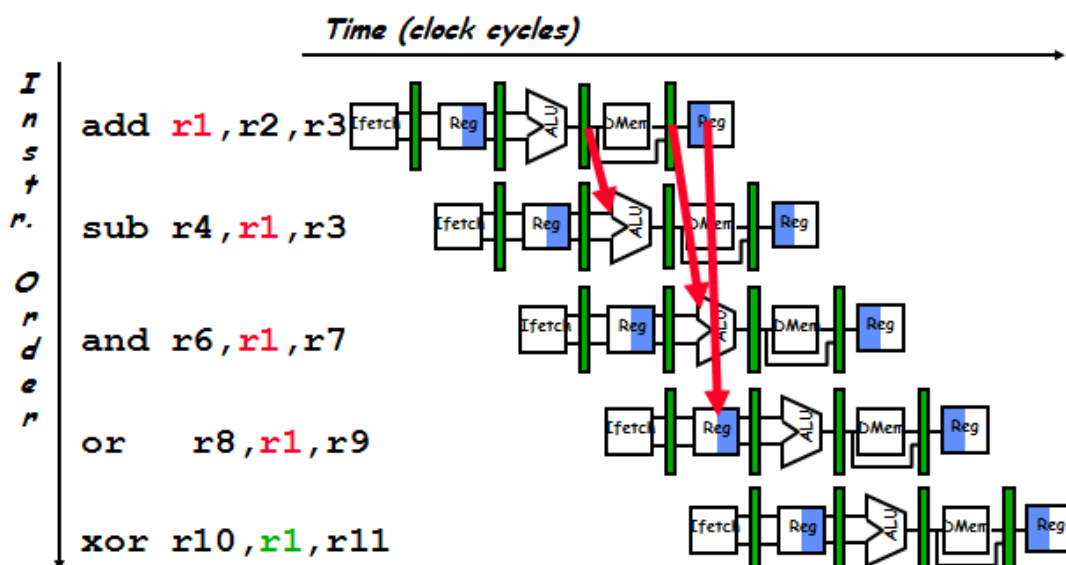 Time (clock cycles)
Instr. Order
add r1,r2,r3 Ifetch Reg ALU DMem Reg
sub r4,r1,r3 Ifetch Reg ALU DMem Reg
and r6,r1,r7 Ifetch Reg ALU DMem Reg
or r8,r1,r9 Ifetch Reg ALU DMem Reg
xor r10,r1,r11 Ifetch Reg ALU DMem Reg